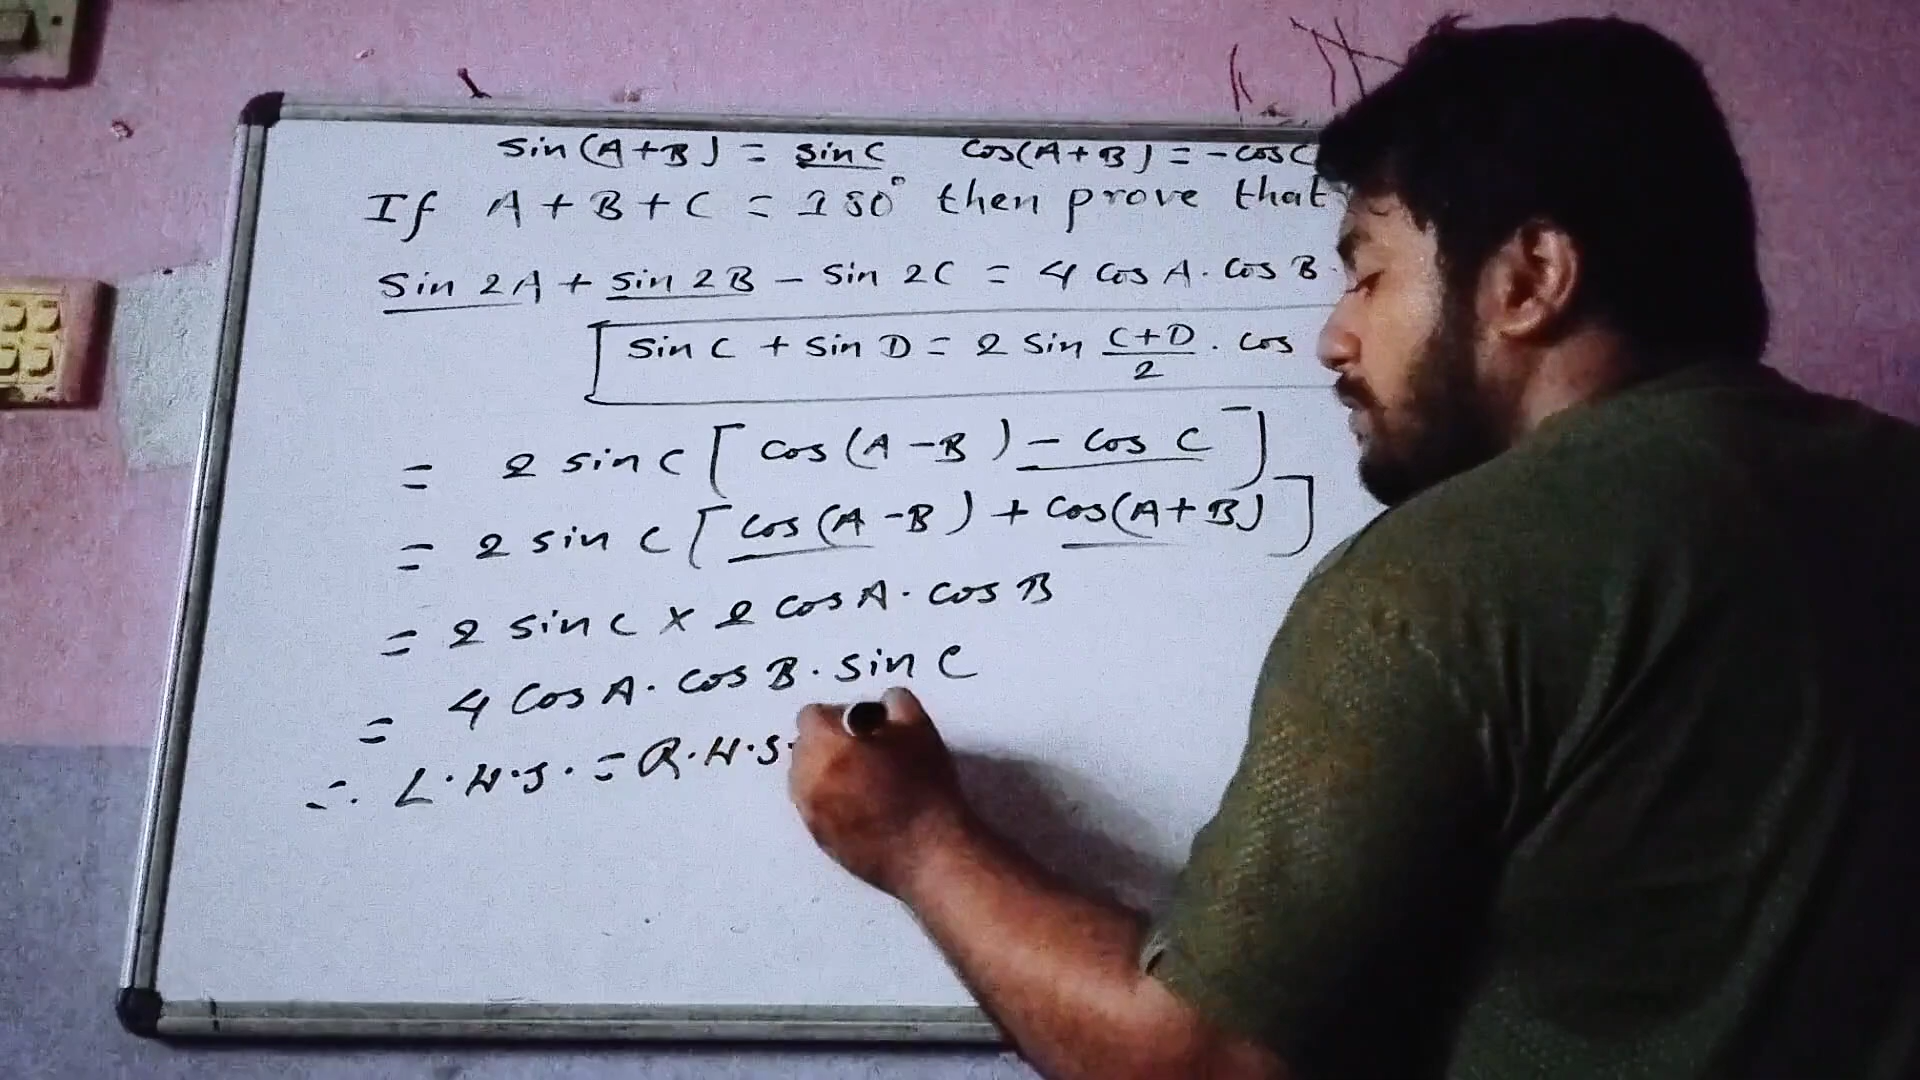 sin(A+B) = sin C cos(A+B) = -cos C
If A+B+C = 180° then prove that
Sin 2A + sin 2B - sin 2C = 4 cos A. cos B.
sin C + sin D = 2 sin (C+D)/2 . cos
= 2 sin C [cos(A-B) - cos C]
= 2 sin C [cos(A-B) + cos(A+B)]
= 2 sin C × 2 cos A. cos B
= 4 cos A. cos B. sin C
∴ L.H.S. = R.H.S.